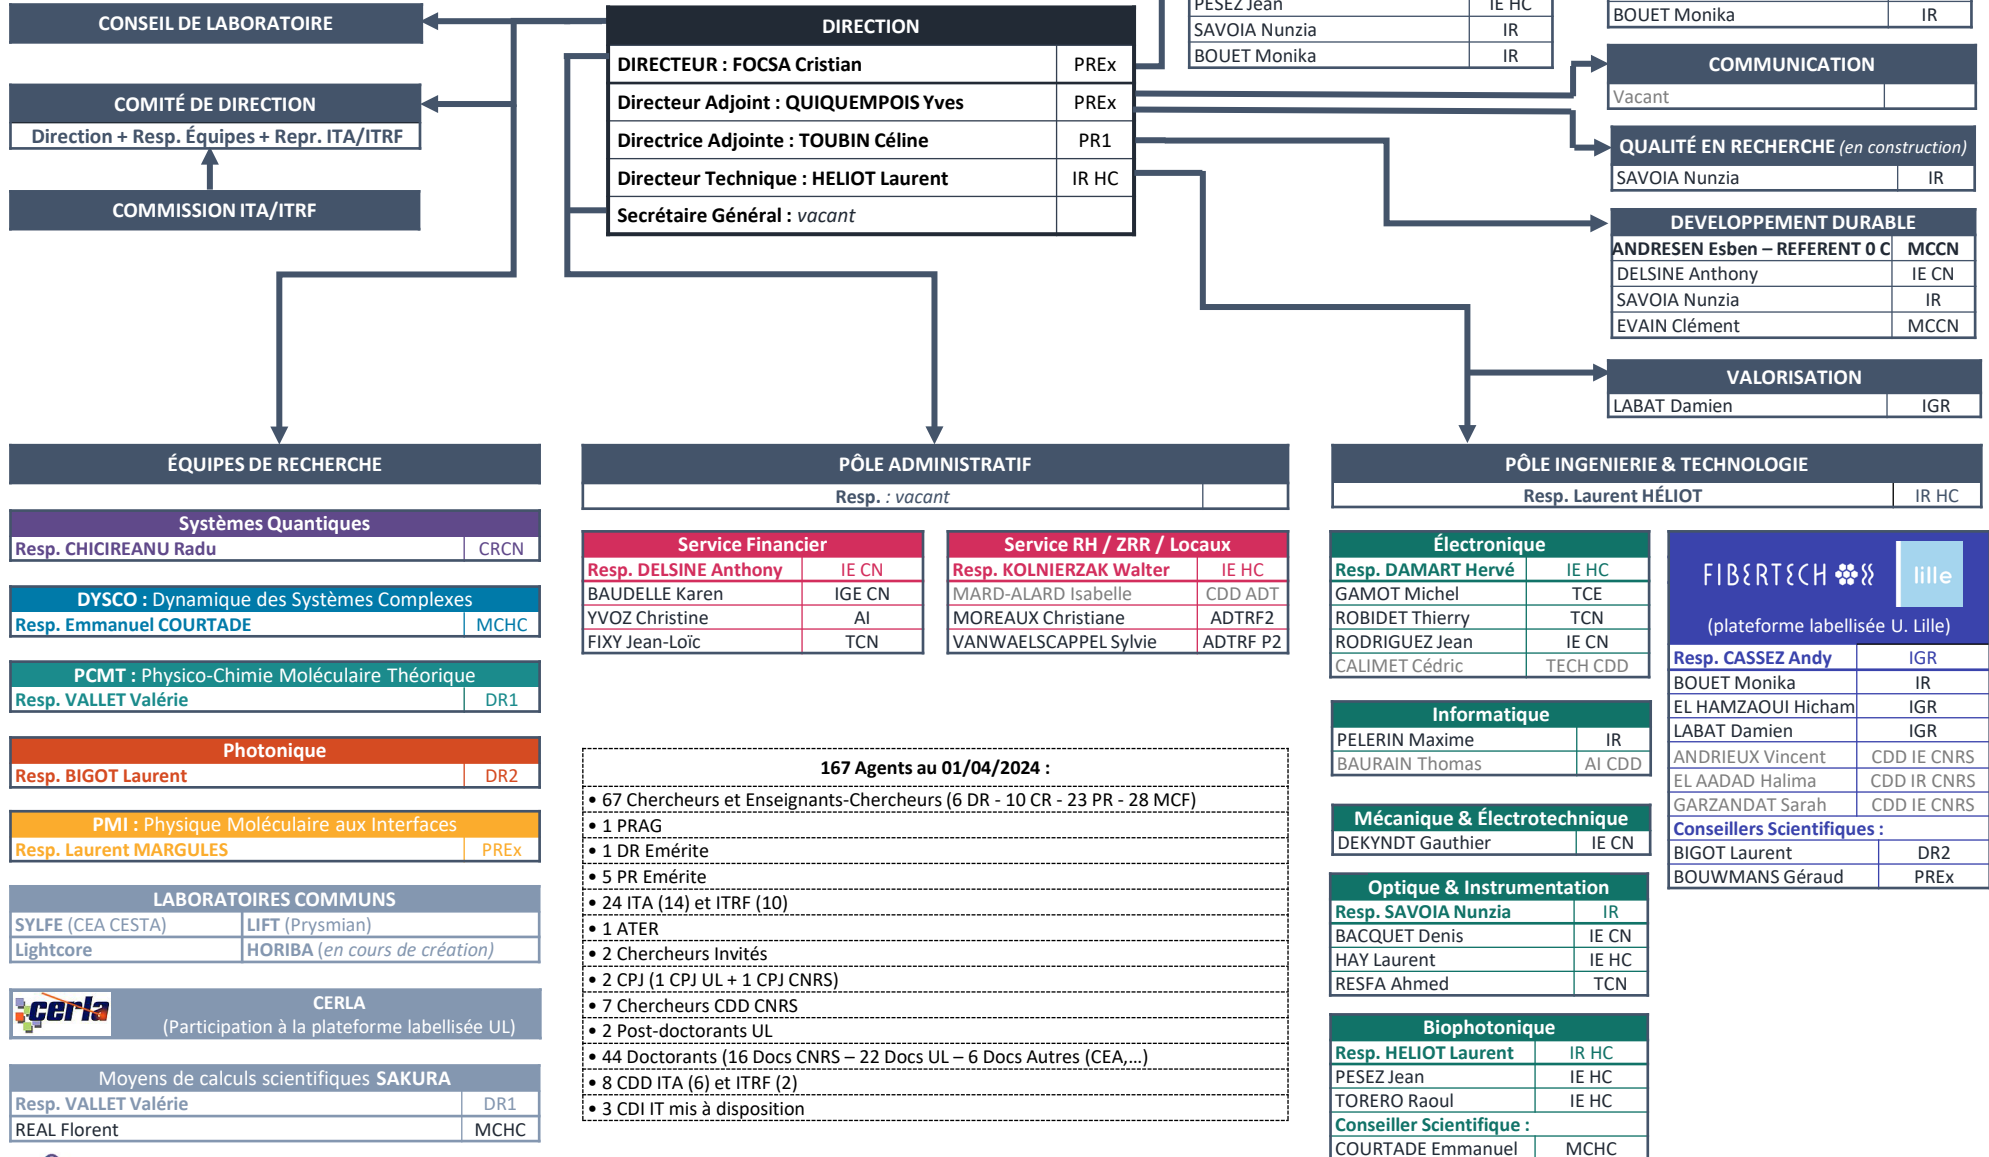 PESEZ Jean IE HC
SAVOIA Nunzia IR
BOUET Monika IR
BOUET Monika IR
CONSEIL DE LABORATOIRE
COMITÉ DE DIRECTION
Direction + Resp. Équipes + Repr. ITA/ITRF
COMMISSION ITA/ITRF
DIRECTION
DIRECTEUR : FOCSA Cristian PREx
Directeur Adjoint : QUIQUEMPOIS Yves PREx
Directrice Adjointe : TOUBIN Céline PR1
Directeur Technique : HELIOT Laurent IR HC
Secrétaire Général : vacant
COMMUNICATION
Vacant
QUALITÉ EN RECHERCHE (en construction)
SAVOIA Nunzia IR
DEVELOPPEMENT DURABLE
ANDRESEN Esben – REFERENT 0 C MCCN
DELSINE Anthony IE CN
SAVOIA Nunzia IR
EVAIN Clément MCCN
VALORISATION
LABAT Damien IGR
ÉQUIPES DE RECHERCHE
Systèmes Quantiques
Resp. CHICIREANU Radu CRCN
DYSCO : Dynamique des Systèmes Complexes
Resp. Emmanuel COURTADE MCHC
PCMT : Physico-Chimie Moléculaire Théorique
Resp. VALLET Valérie DR1
Photonique
Resp. BIGOT Laurent DR2
PMI : Physique Moléculaire aux Interfaces
Resp. Laurent MARGULES PREx
LABORATOIRES COMMUNS
SYLFE (CEA CESTA) LIFT (Prysmian)
Lightcore HORIBA (en cours de création)
cerla
CERLA
(Participation à la plateforme labellisée UL)
Moyens de calculs scientifiques SAKURA
Resp. VALLET Valérie DR1
REAL Florent MCHC
PÔLE ADMINISTRATIF
Resp. : vacant
Service Financier
Resp. DELSINE Anthony IE CN
BAUDELLE Karen IGE CN
YVOZ Christine AI
FIXY Jean-Loïc TCN
Service RH / ZRR / Locaux
Resp. KOLNIERZAK Walter IE HC
MARD-ALARD Isabelle CDD ADT
MOREAUX Christiane ADTRF2
VANWAELSCAPPEL Sylvie ADTRF P2
167 Agents au 01/04/2024 :
• 67 Chercheurs et Enseignants-Chercheurs (6 DR - 10 CR - 23 PR - 28 MCF)
• 1 PRAG
• 1 DR Emérite
• 5 PR Emérite
• 24 ITA (14) et ITRF (10)
• 1 ATER
• 2 Chercheurs Invités
• 2 CPJ (1 CPJ UL + 1 CPJ CNRS)
• 7 Chercheurs CDD CNRS
• 2 Post-doctorants UL
• 44 Doctorants (16 Docs CNRS – 22 Docs UL – 6 Docs Autres (CEA,...)
• 8 CDD ITA (6) et ITRF (2)
• 3 CDI IT mis à disposition
PÔLE INGENIERIE & TECHNOLOGIE
Resp. Laurent HÉLIOT IR HC
Électronique
Resp. DAMART Hervé IE HC
GAMOT Michel TCE
ROBIDET Thierry TCN
RODRIGUEZ Jean IE CN
CALIMET Cédric TECH CDD
Informatique
PELERIN Maxime IR
BAURAIN Thomas AI CDD
Mécanique & Électrotechnique
DEKYNDT Gauthier IE CN
Optique & Instrumentation
Resp. SAVOIA Nunzia IR
BACQUET Denis IE CN
HAY Laurent IE HC
RESFA Ahmed TCN
Biophotonique
Resp. HELIOT Laurent IR HC
PESEZ Jean IE HC
TORERO Raoul IE HC
Conseiller Scientifique :
COURTADE Emmanuel MCHC
FIBERTECH lille
(plateforme labellisée U. Lille)
Resp. CASSEZ Andy IGR
BOUET Monika IR
EL HAMZAOUI Hicham IGR
LABAT Damien IGR
ANDRIEUX Vincent CDD IE CNRS
EL AADAD Halima CDD IR CNRS
GARZANDAT Sarah CDD IE CNRS
Conseillers Scientifiques :
BIGOT Laurent DR2
BOUWMANS Géraud PREx